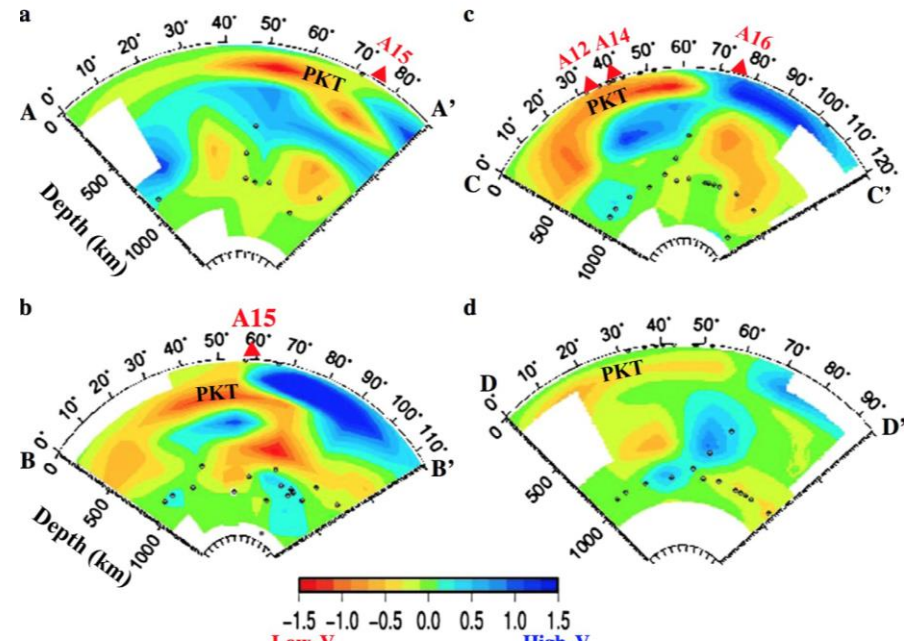 a
0° 10° 20° 30° 40° 50° 60° 70° 80°
A15
PKT
A A'
0 500 1000
Depth (km)
c
0° 10° 20° 30° 40° 50° 60° 70° 80° 90° 100° 110° 120°
A12 A14 A16
PKT
C C'
0 500 1000
b
A15
0° 10° 20° 30° 40° 50° 60° 70° 80° 90° 100° 110°
PKT
B B'
0 500 1000
Depth (km)
d
0° 10° 20° 30° 40° 50° 60° 70° 80° 90°
PKT
D D'
0 500 1000
-1.5 -1.0 -0.5 0.0 0.5 1.0 1.5
Low-V High-V